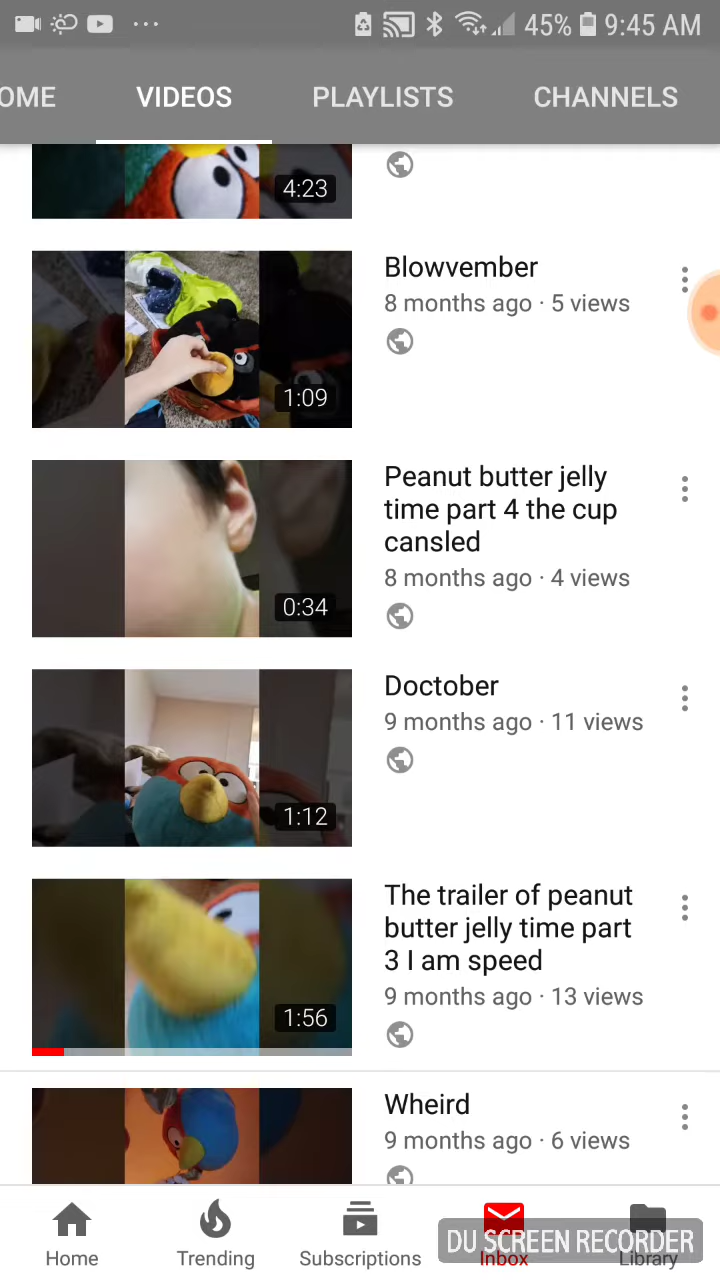 45% 9:45 AM
OME VIDEOS PLAYLISTS CHANNELS
4:23
Blowvember
8 months ago · 5 views
1:09
Peanut butter jelly
time part 4 the cup
cansled
8 months ago · 4 views
0:34
Doctober
9 months ago · 11 views
1:12
The trailer of peanut
butter jelly time part
3 I am speed
9 months ago · 13 views
1:56
Wheird
9 months ago · 6 views
DU SCREEN RECORDER
Home Trending Subscriptions Inbox Library